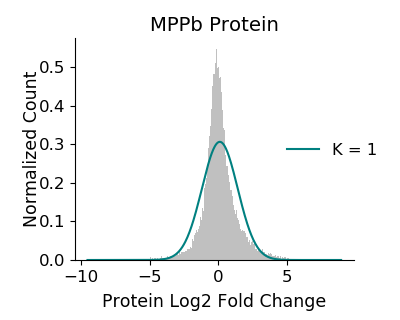 MPPb Protein
Normalized Count
0.5
0.4
0.3
0.2
0.1
0.0
K = 1
−10
−5
0
5
Protein Log2 Fold Change